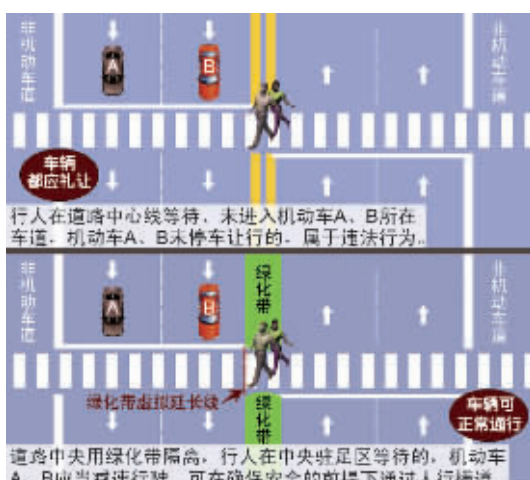 非机动车道
非机动车道
A
B
车辆
都应礼让
行人在道路中心线等待,未进入机动车A、B所在
车道,机动车A、B未停车让行的,属于违法行为。
非机动车道
非机动车道
绿化带
A
B
绿化带虚拟延长线
绿化带
车辆可
正常通行
道路中央用绿化带隔离,行人在中央驻足区等待的,机动车
A、B应当减速行驶,可在确保安全的前提下通过人行横道